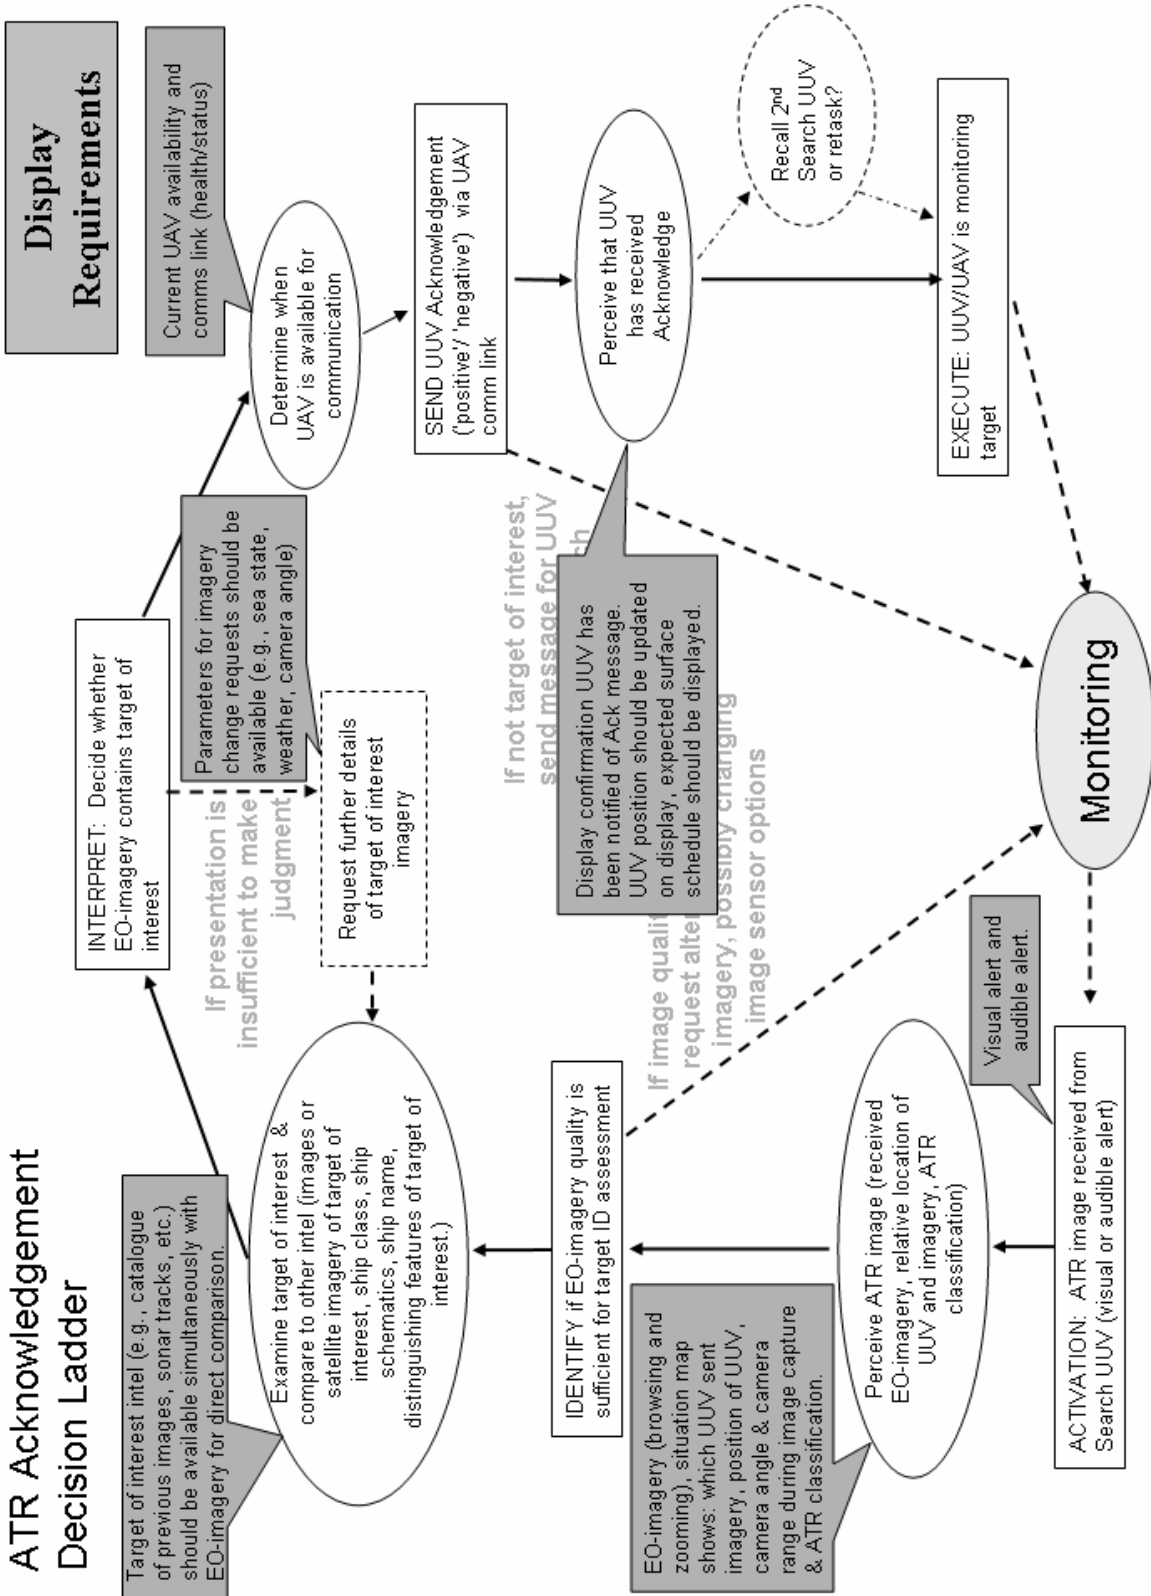 ATR Acknowledgement
Decision Ladder
Display
Requirements
Target of interest intel (e.g., catalogue
of previous images, sonar tracks, etc.)
should be available simultaneously with
EO-imagery for direct comparison.
Examine target of interest &
compare to other intel (images or
satellite imagery of target of
interest, ship class, ship
schematics, ship name,
distinguishing features of target of
interest.)
INTERPRET: Decide whether
EO-imagery contains target of
interest
If presentation is
insufficient to make
judgment
Parameters for imagery
change requests should be
available (e.g., sea state,
weather, camera angle)
Request further details
of target of interest
imagery
Current UAV availability and
comms link (health/status)
Determine when
UAV is available for
communication
SEND UUV Acknowledgement
('positive'/ 'negative') via UAV
comm link
If not target of interest,
send message for UUV
Display confirmation UUV has
been notified of Ack message.
UUV position should be updated
on display, expected surface
schedule should be displayed.
Perceive that UUV
has received
Acknowledge
Recall 2nd
Search UUV
or retask?
EXECUTE: UUV/UAV is monitoring
target
IDENTIFY if EO-imagery quality is
sufficient for target ID assessment
If image
request
imagery, possibly changing
image sensor options
EO-imagery (browsing and
zooming), situation map
shows: which UUV sent
imagery, position of UUV,
camera angle & camera
range during image capture
& ATR classification.
Perceive ATR image (received
EO-imagery, relative location of
UUV and imagery, ATR
classification)
Visual alert and
audible alert.
ACTIVATION: ATR image received from
Search UUV (visual or audible alert)
Monitoring